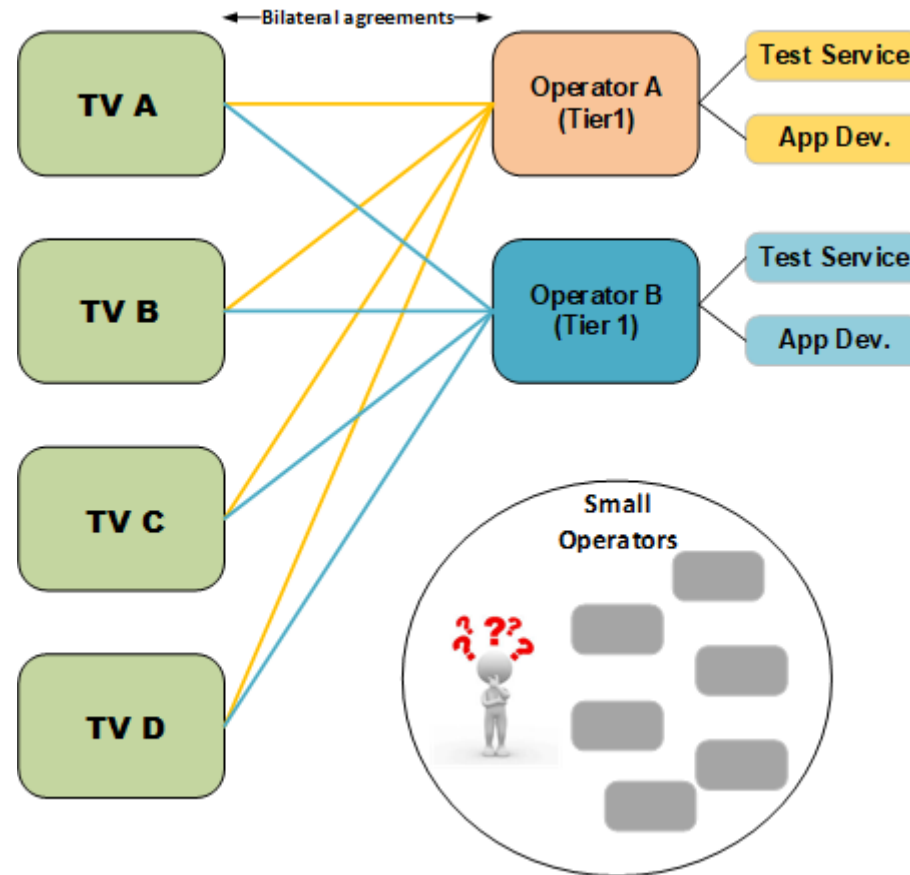 Bilateral agreements
TV A
Operator A
(Tier1)
Test Service
App Dev.
TV B
Operator B
(Tier 1)
Test Service
App Dev.
TV C
Small
Operators
? ? ? ? ?
TV D